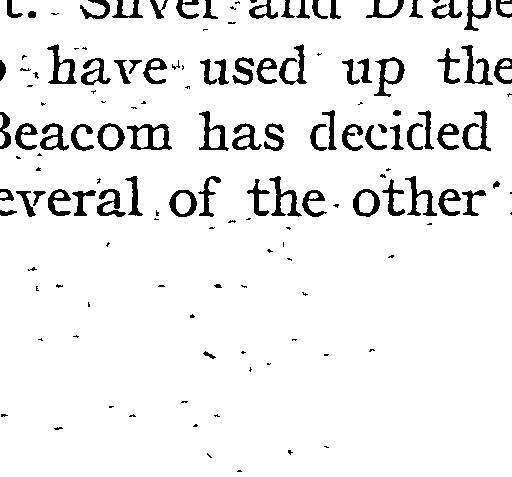 t. Silver and Drape
have used up the
Beacom has decided
everal of the other